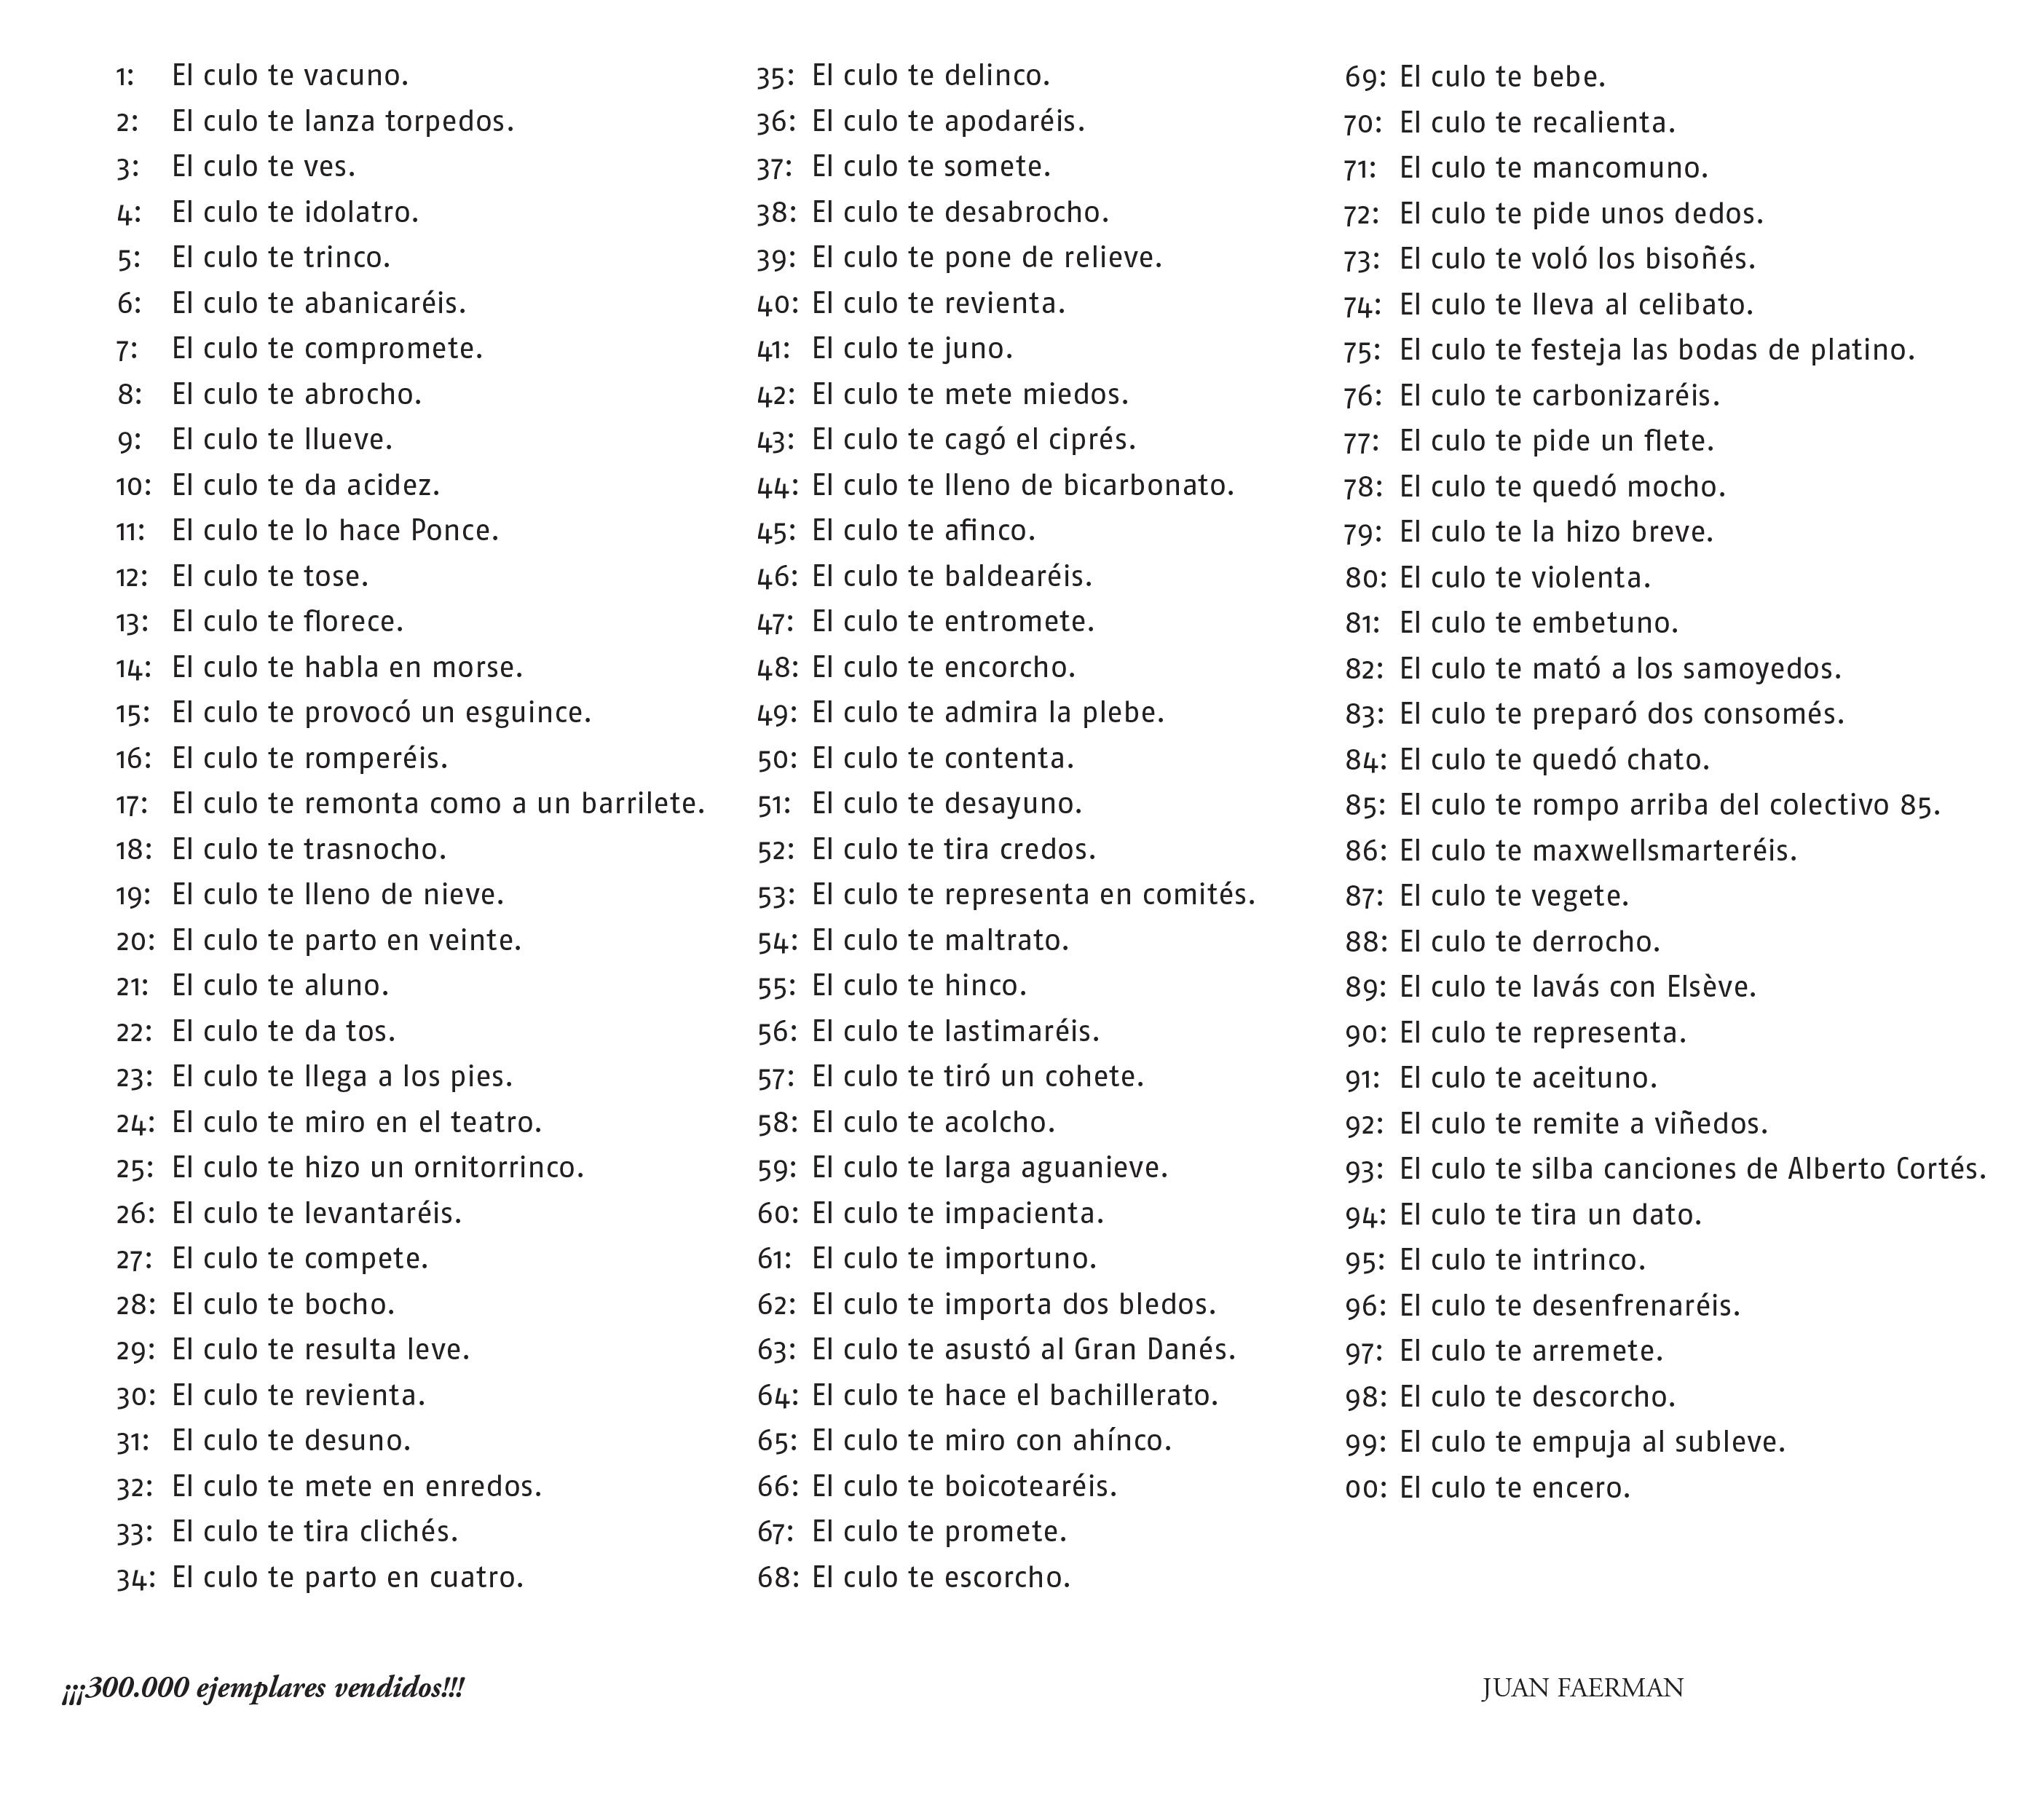 1: El culo te vacuno.
2: El culo te lanza torpedos.
3: El culo te ves.
4: El culo te idolatro.
5: El culo te trinco.
6: El culo te abanicaréis.
7: El culo te compromete.
8: El culo te abrocho.
9: El culo te llueve.
10: El culo te da acidez.
11: El culo te lo hace Ponce.
12: El culo te tose.
13: El culo te florece.
14: El culo te habla en morse.
15: El culo te provocó un esguince.
16: El culo te romperéis.
17: El culo te remonta como a un barrilete.
18: El culo te trasnocho.
19: El culo te lleno de nieve.
20: El culo te parto en veinte.
21: El culo te aluno.
22: El culo te da tos.
23: El culo te llega a los pies.
24: El culo te miro en el teatro.
25: El culo te hizo un ornitorrinco.
26: El culo te levantaréis.
27: El culo te compete.
28: El culo te bocho.
29: El culo te resulta leve.
30: El culo te revienta.
31: El culo te desuno.
32: El culo te mete en enredos.
33: El culo te tira clichés.
34: El culo te parto en cuatro.
35: El culo te delinco.
36: El culo te apodaréis.
37: El culo te somete.
38: El culo te desabrocho.
39: El culo te pone de relieve.
40: El culo te revienta.
41: El culo te juno.
42: El culo te mete miedos.
43: El culo te cagó el ciprés.
44: El culo te lleno de bicarbonato.
45: El culo te afinco.
46: El culo te baldearéis.
47: El culo te entromete.
48: El culo te encorcho.
49: El culo te admira la plebe.
50: El culo te contenta.
51: El culo te desayuno.
52: El culo te tira credos.
53: El culo te representa en comités.
54: El culo te maltrato.
55: El culo te hinco.
56: El culo te lastimaréis.
57: El culo te tiró un cohete.
58: El culo te acolcho.
59: El culo te larga aguanieve.
60: El culo te impacienta.
61: El culo te importuno.
62: El culo te importa dos bledos.
63: El culo te asustó al Gran Danés.
64: El culo te hace el bachillerato.
65: El culo te miro con ahínco.
66: El culo te boicotearéis.
67: El culo te promete.
68: El culo te escorcho.
69: El culo te bebe.
70: El culo te recalienta.
71: El culo te mancomuno.
72: El culo te pide unos dedos.
73: El culo te voló los bisoñés.
74: El culo te lleva al celibato.
75: El culo te festeja las bodas de platino.
76: El culo te carbonizaréis.
77: El culo te pide un flete.
78: El culo te quedó mocho.
79: El culo te la hizo breve.
80: El culo te violenta.
81: El culo te embetuno.
82: El culo te mató a los samoyedos.
83: El culo te preparó dos consomés.
84: El culo te quedó chato.
85: El culo te rompo arriba del colectivo 85.
86: El culo te maxwellsmarteréis.
87: El culo te vegete.
88: El culo te derrocho.
89: El culo te lavás con Elsève.
90: El culo te representa.
91: El culo te aceituno.
92: El culo te remite a viñedos.
93: El culo te silba canciones de Alberto Cortés.
94: El culo te tira un dato.
95: El culo te intrinco.
96: El culo te desenfrenaréis.
97: El culo te arremete.
98: El culo te descorcho.
99: El culo te empuja al subleve.
00: El culo te encero.
¡¡¡300.000 ejemplares vendidos!!!
JUAN FAERMAN